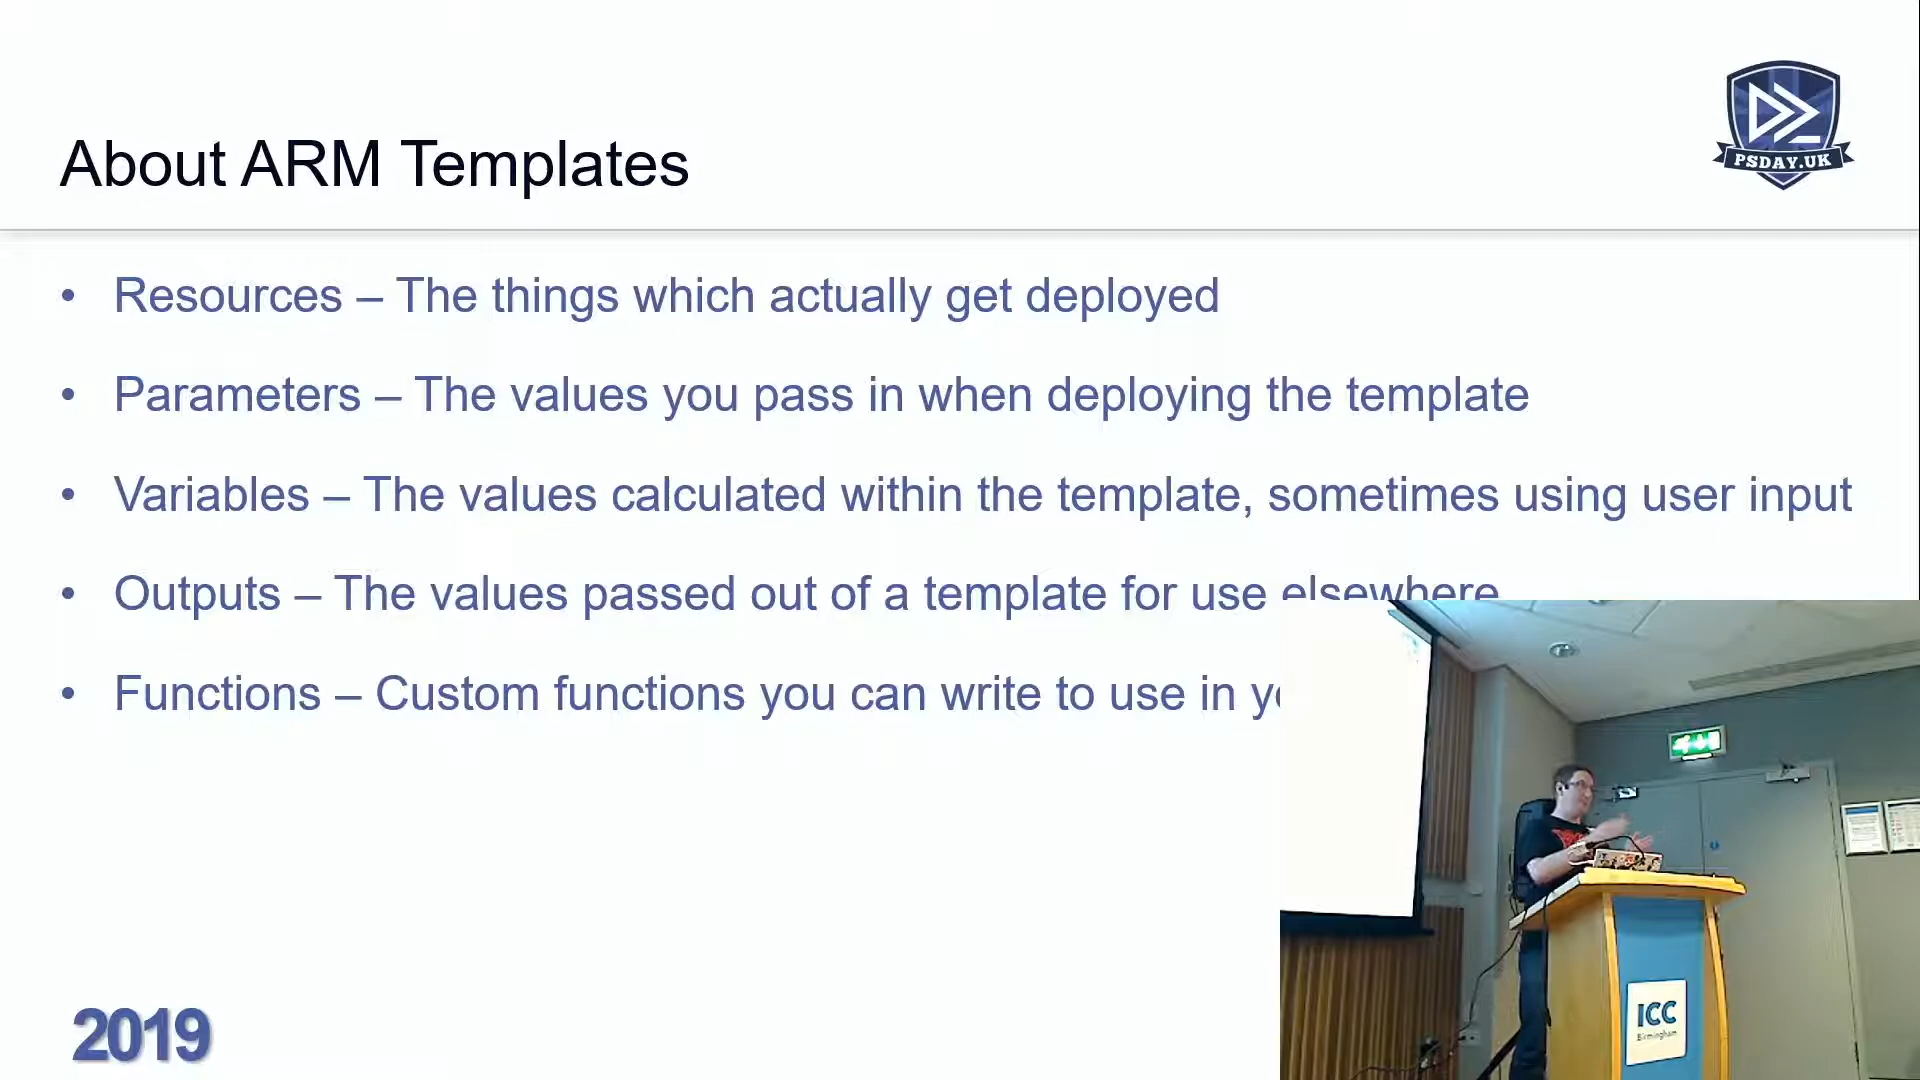 About ARM Templates
PSDAY.UK
• Resources – The things which actually get deployed
• Parameters – The values you pass in when deploying the template
• Variables – The values calculated within the template, sometimes using user input
• Outputs – The values passed out of a template for use elsewhere
• Functions – Custom functions you can write to use in
2019
ICC
Birmingham